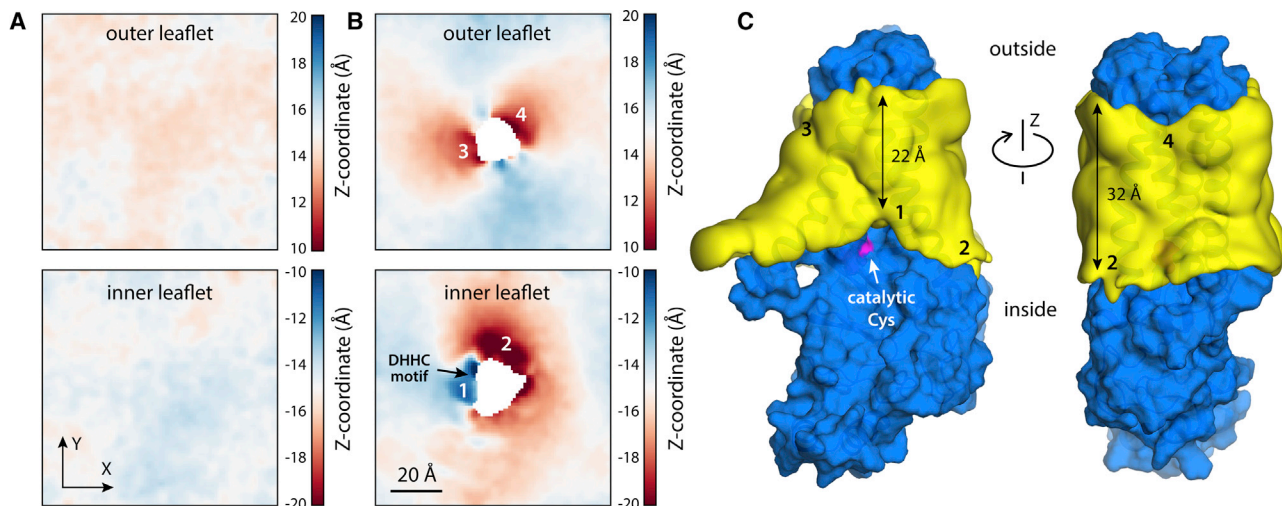 A
outer leaflet
20
18
16
14
12
10
Z-coordinate (Å)
inner leaflet
Y
X
-10
-12
-14
-16
-18
-20
Z-coordinate (Å)
B
outer leaflet
4
3
20
18
16
14
12
10
Z-coordinate (Å)
inner leaflet
2
DHHC
motif
1
20 Å
-10
-12
-14
-16
-18
-20
Z-coordinate (Å)
C
outside
3
22 Å
1
2
catalytic
Cys
Z
inside
4
32 Å
2